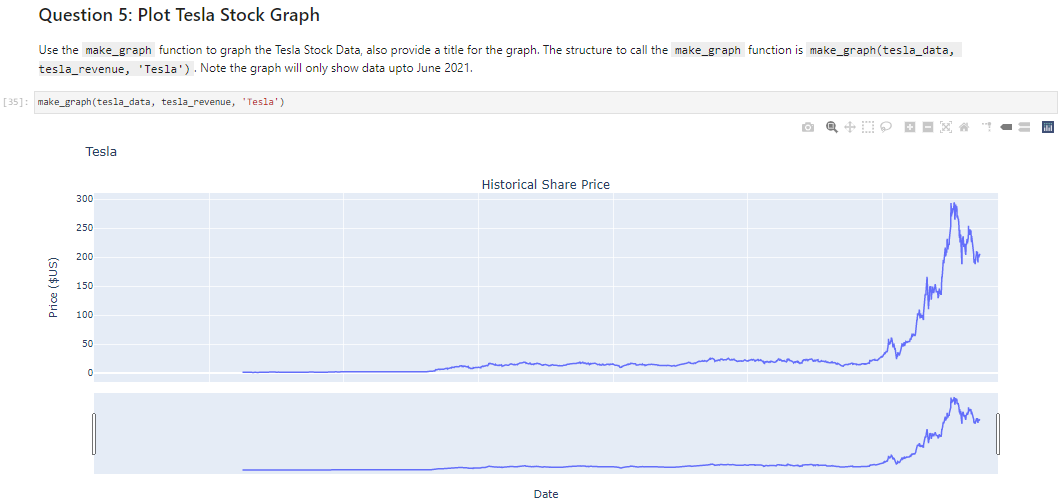 Question 5: Plot Tesla Stock Graph
Use the make_graph function to graph the Tesla Stock Data, also provide a title for the graph. The structure to call the make_graph function is make_graph(tesla_data,
tesla_revenue, 'Tesla') . Note the graph will only show data upto June 2021.
[35]: make_graph(tesla_data, tesla_revenue, 'Tesla')
Tesla
Historical Share Price
300
250
200
150
100
50
0
Price ($US)
Date